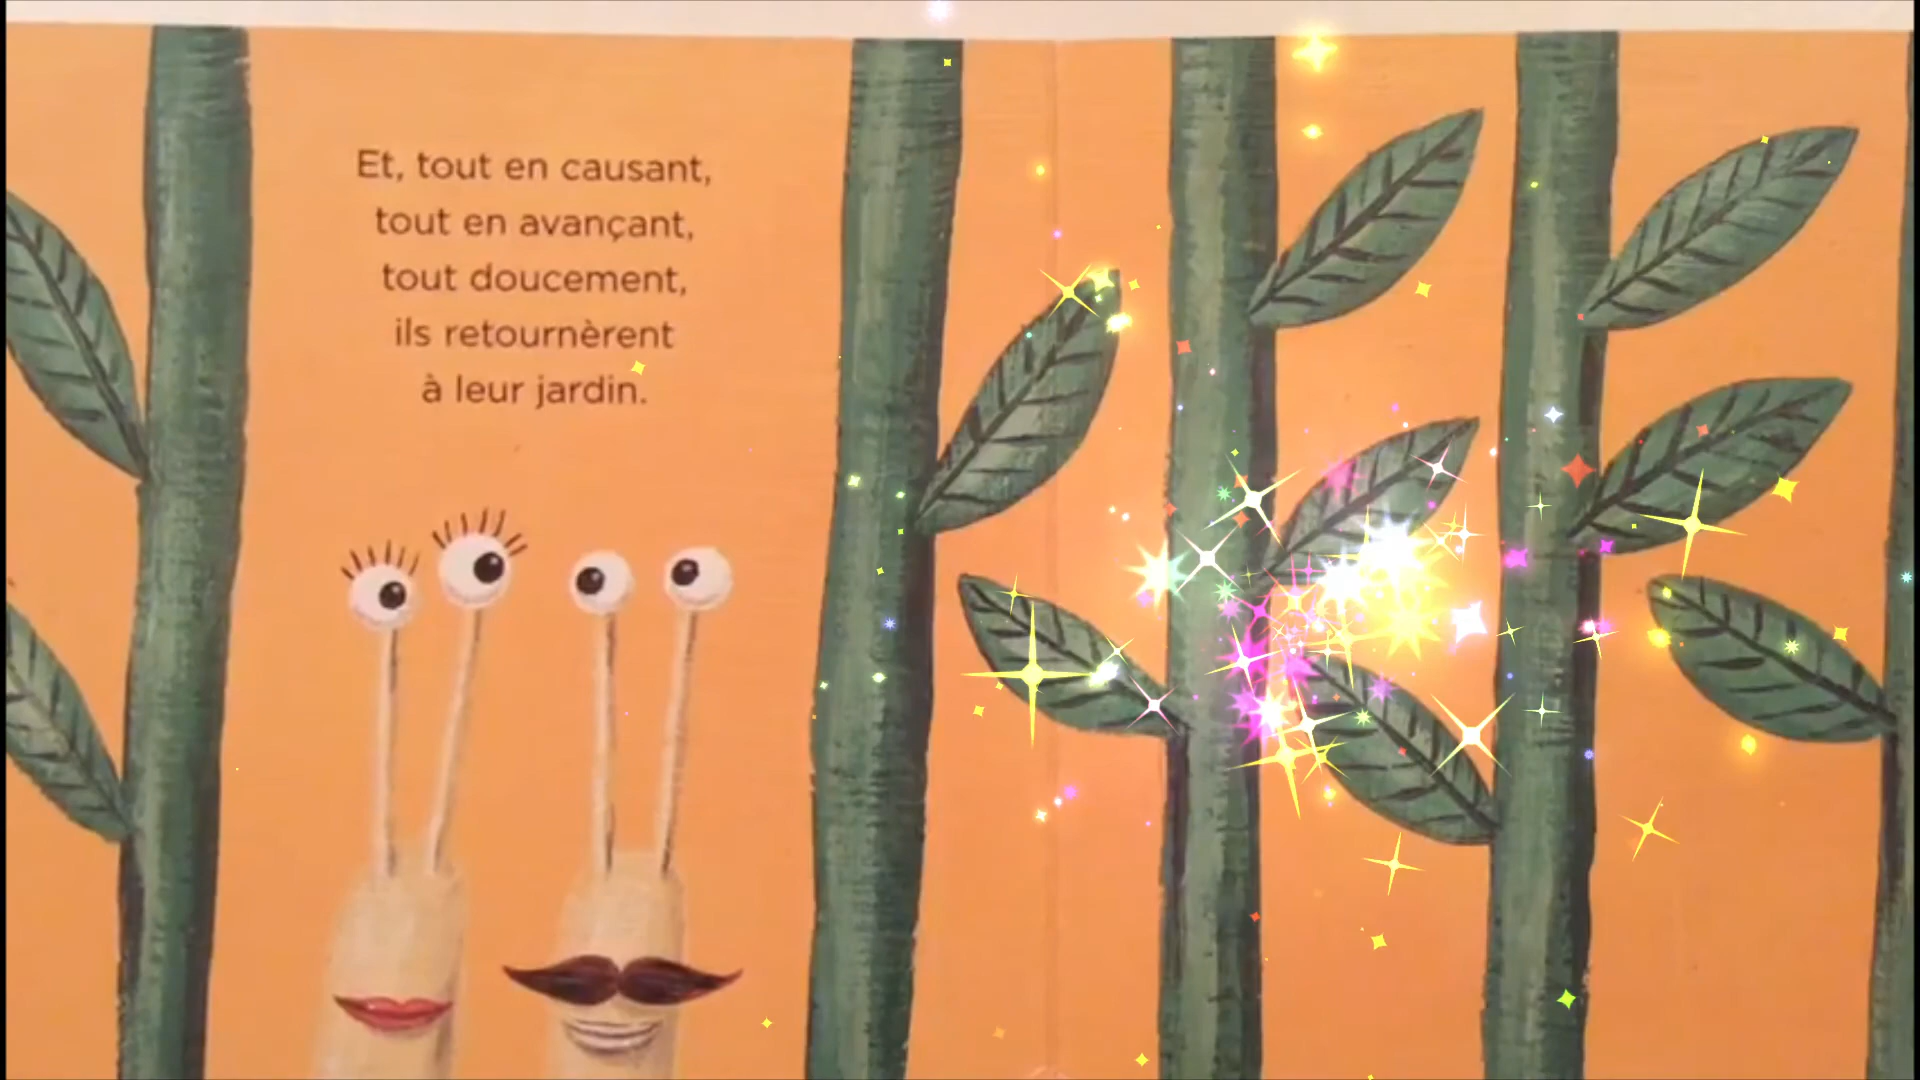 Et, tout en causant,
tout en avançant,
tout doucement,
ils retournèrent
à leur jardin.